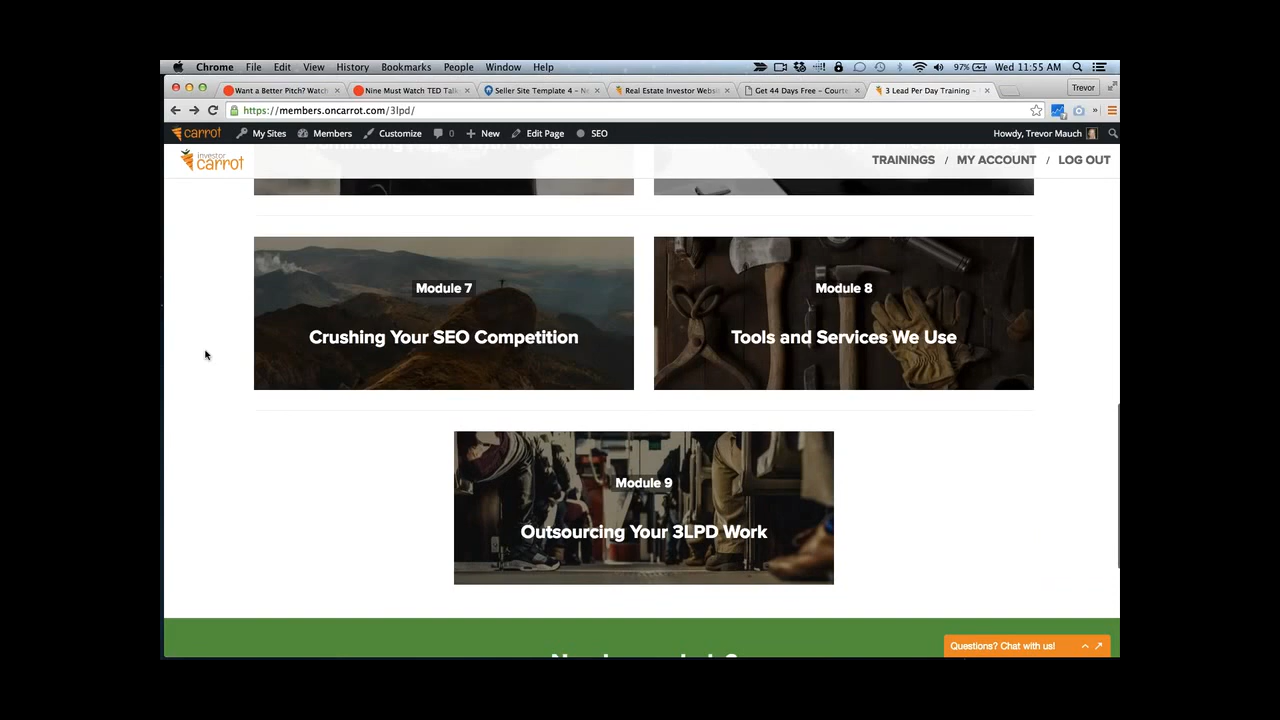 Chrome File Edit View History Bookmarks People Window Help 97% Wed 11:55 AM
Want a Better Pitch? Watch Nine Must Watch TED Talk Seller Site Template 4 – N Real Estate Investor Websi Get 44 Days Free – Courte 3 Lead Per Day Training – Trevor
https://members.oncarrot.com/3lpd/
carrot My Sites Members Customize 0 New Edit Page SEO Howdy, Trevor Mauch
investor
carrot
TRAININGS / MY ACCOUNT / LOG OUT
Module 7
Crushing Your SEO Competition
Module 8
Tools and Services We Use
Module 9
Outsourcing Your 3LPD Work
Questions? Chat with us!